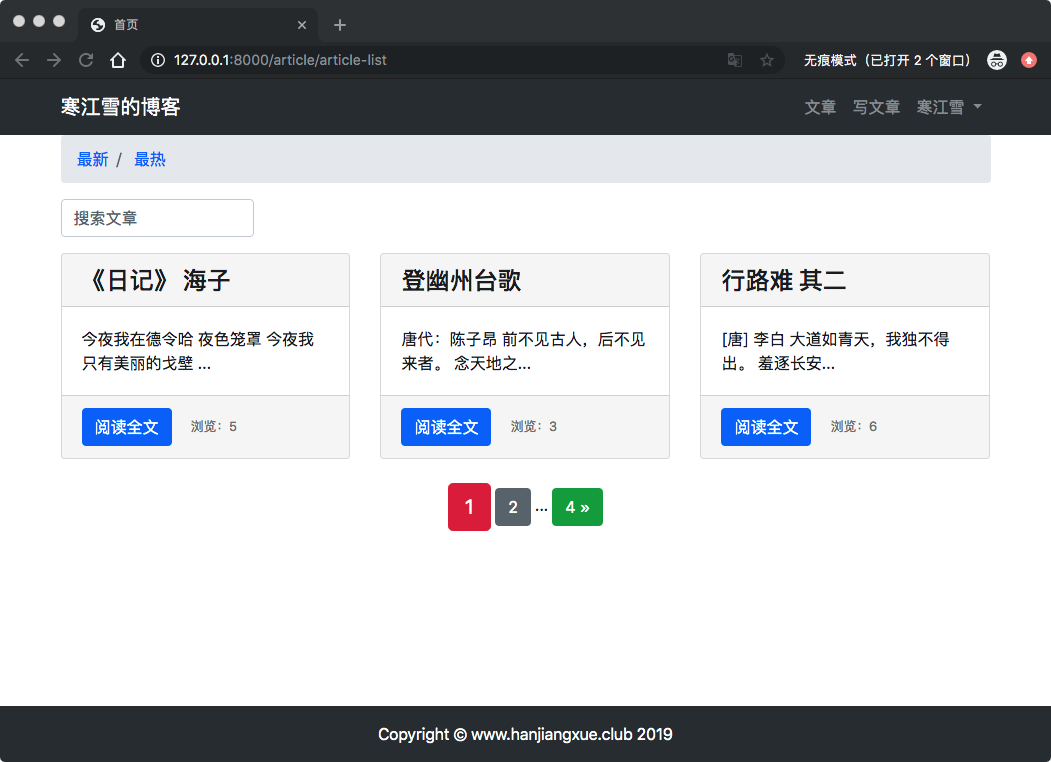 首页
127.0.0.1:8000/article/article-list
无痕模式（已打开 2 个窗口）
寒江雪的博客
文章 写文章 寒江雪
最新 / 最热
搜索文章
《日记》 海子
今夜我在德令哈 夜色笼罩 今夜我
只有美丽的戈壁 ...
阅读全文 浏览：5
登幽州台歌
唐代：陈子昂 前不见古人，后不见
来者。 念天地之...
阅读全文 浏览：3
行路难 其二
[唐] 李白 大道如青天，我独不得
出。 羞逐长安...
阅读全文 浏览：6
1 2 ... 4 »
Copyright © www.hanjiangxue.club 2019